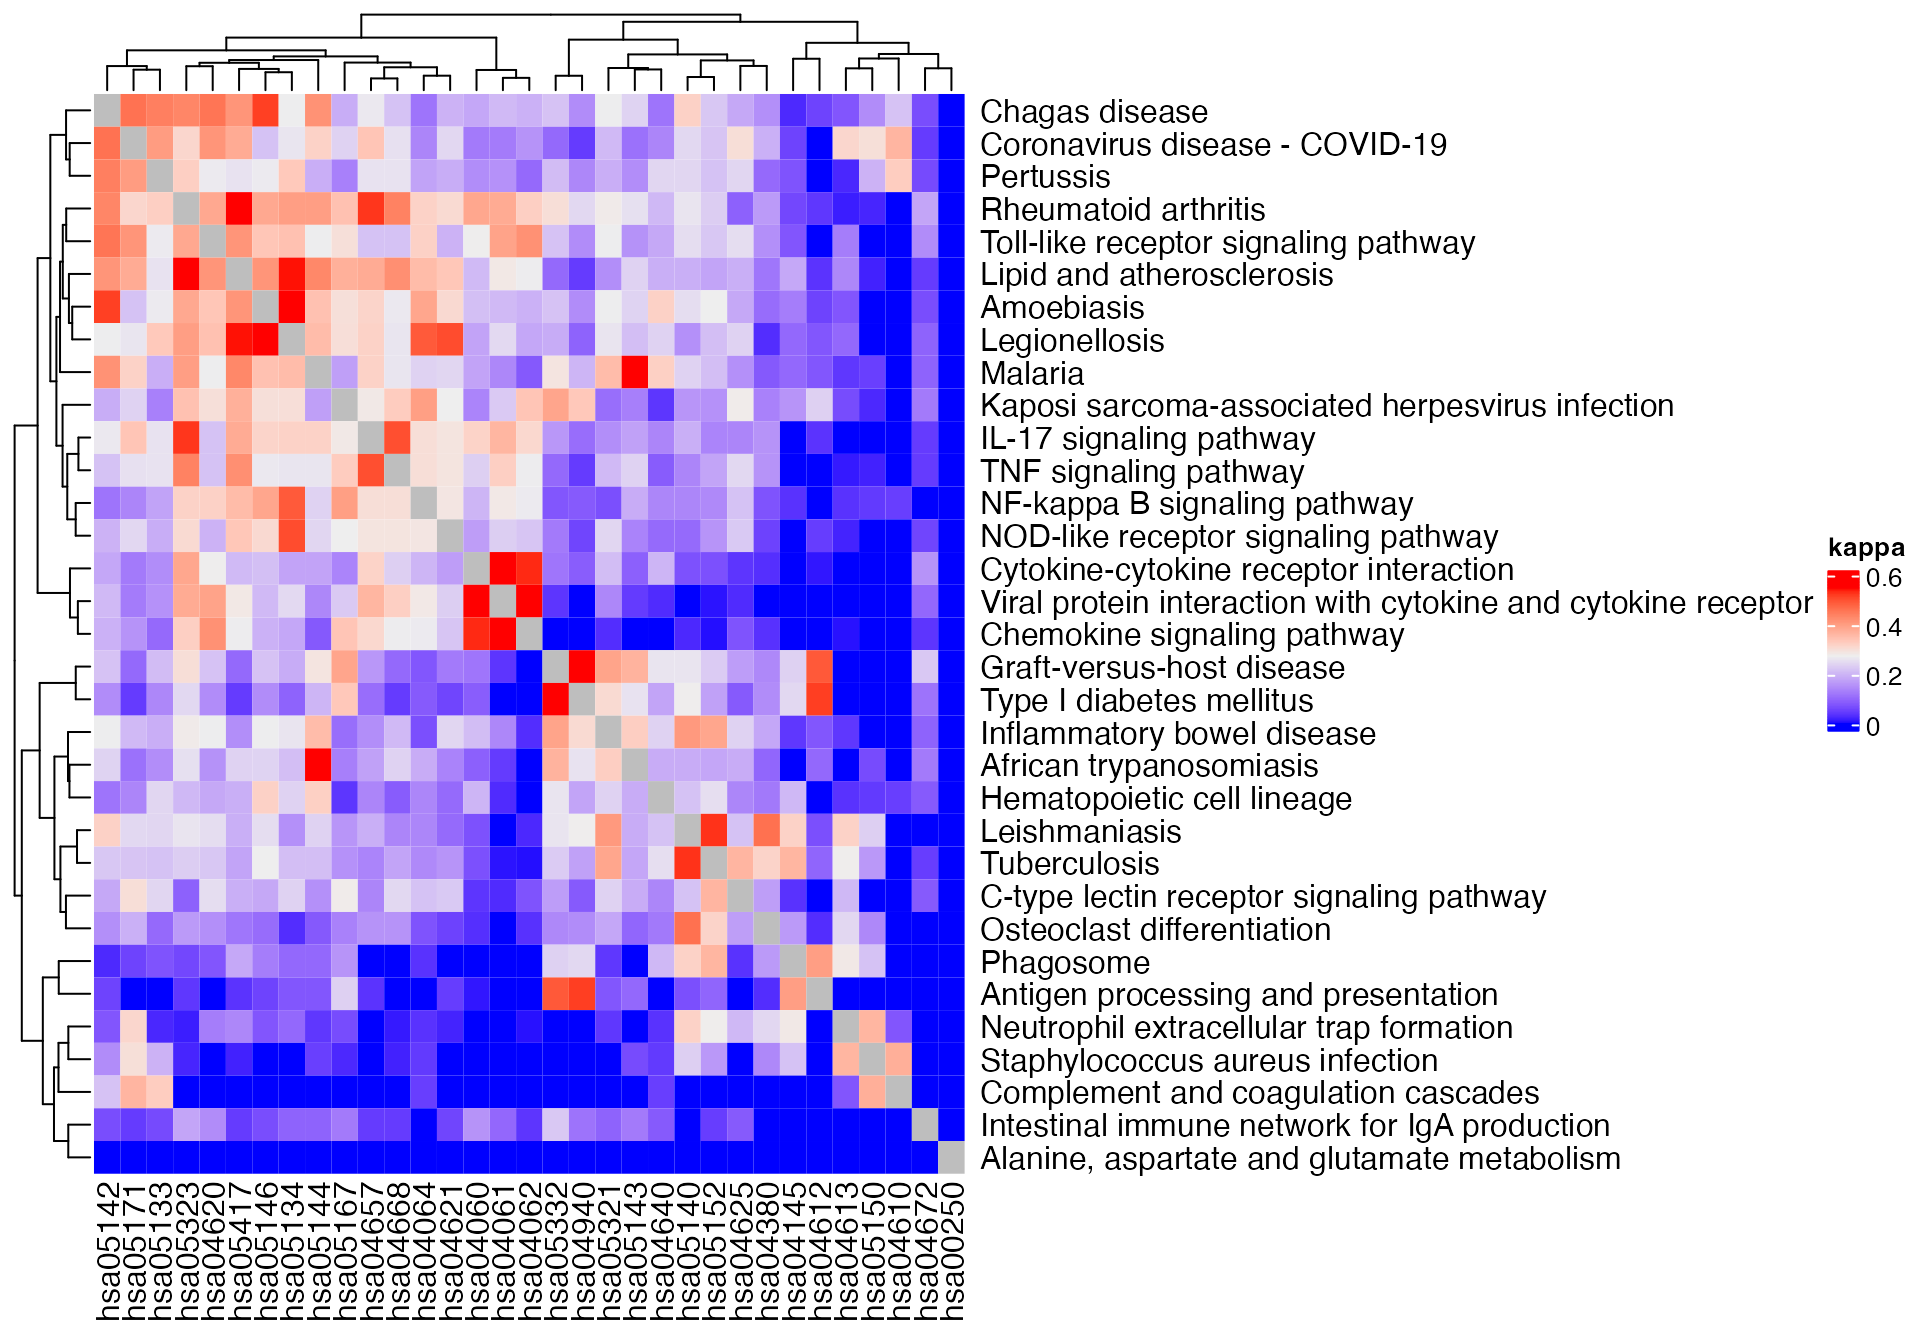 Chagas disease
Coronavirus disease - COVID-19
Pertussis
Rheumatoid arthritis
Toll-like receptor signaling pathway
Lipid and atherosclerosis
Amoebiasis
Legionellosis
Malaria
Kaposi sarcoma-associated herpesvirus infection
IL-17 signaling pathway
TNF signaling pathway
NF-kappa B signaling pathway
NOD-like receptor signaling pathway
Cytokine-cytokine receptor interaction
Viral protein interaction with cytokine and cytokine receptor
Chemokine signaling pathway
Graft-versus-host disease
Type I diabetes mellitus
Inflammatory bowel disease
African trypanosomiasis
Hematopoietic cell lineage
Leishmaniasis
Tuberculosis
C-type lectin receptor signaling pathway
Osteoclast differentiation
Phagosome
Antigen processing and presentation
Neutrophil extracellular trap formation
Staphylococcus aureus infection
Complement and coagulation cascades
Intestinal immune network for IgA production
Alanine, aspartate and glutamate metabolism
kappa
0.6
0.4
0.2
0
hsa05142
hsa05171
hsa05133
hsa05323
hsa04620
hsa05417
hsa05146
hsa05134
hsa05144
hsa05167
hsa04657
hsa04668
hsa04064
hsa04621
hsa04060
hsa04061
hsa04062
hsa05332
hsa04940
hsa05321
hsa05143
hsa04640
hsa05140
hsa05152
hsa04625
hsa04380
hsa04145
hsa04612
hsa04613
hsa05150
hsa04610
hsa04672
hsa00250